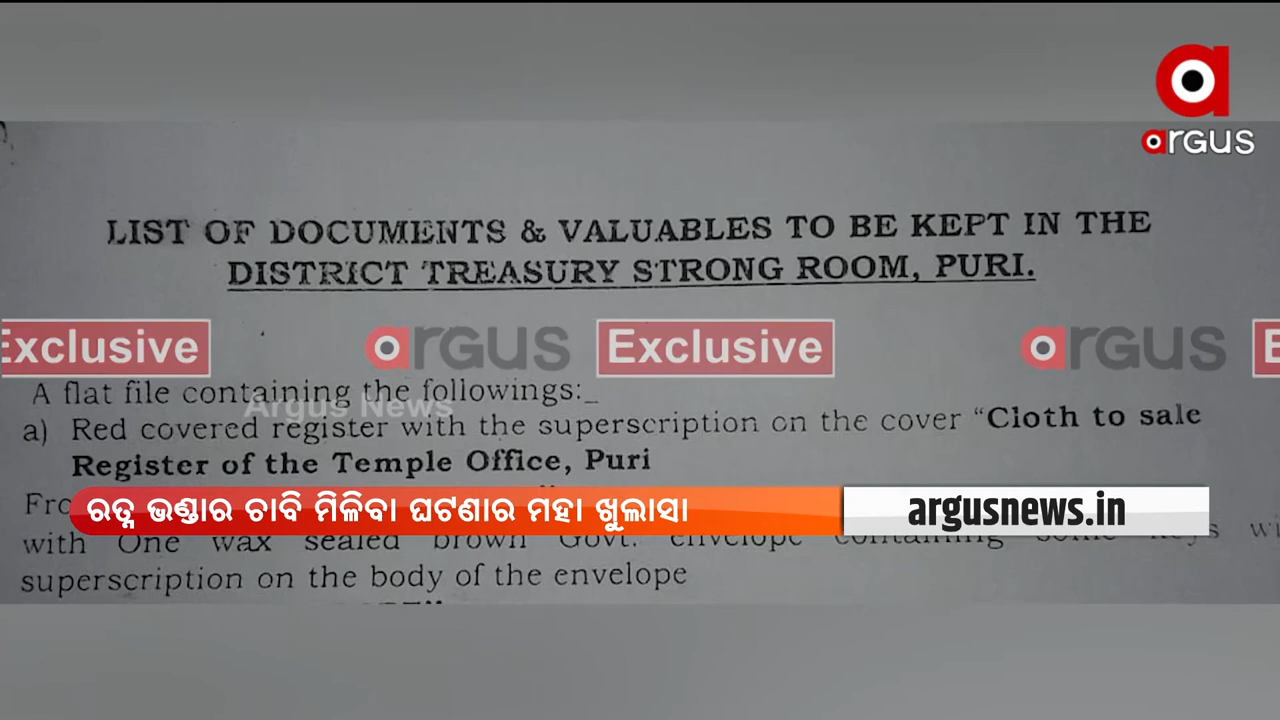 argus
LIST OF DOCUMENTS & VALUABLES TO BE KEPT IN THE
DISTRICT TREASURY STRONG ROOM, PURI.
Exclusive argus Exclusive argus
A flat file containing the followings:_
Argus News
a) Red covered register with the superscription on the cover “Cloth to sale
Register of the Temple Office, Puri
ରତ୍ନ ଭଣ୍ଡାର ଚାବି ମିଳିବା ଘଟଣାର ମହା ଖୁଲାସା
argusnews.in
with One wax sealed brown Govt. envelope containing some keys
superscription on the body of the envelope